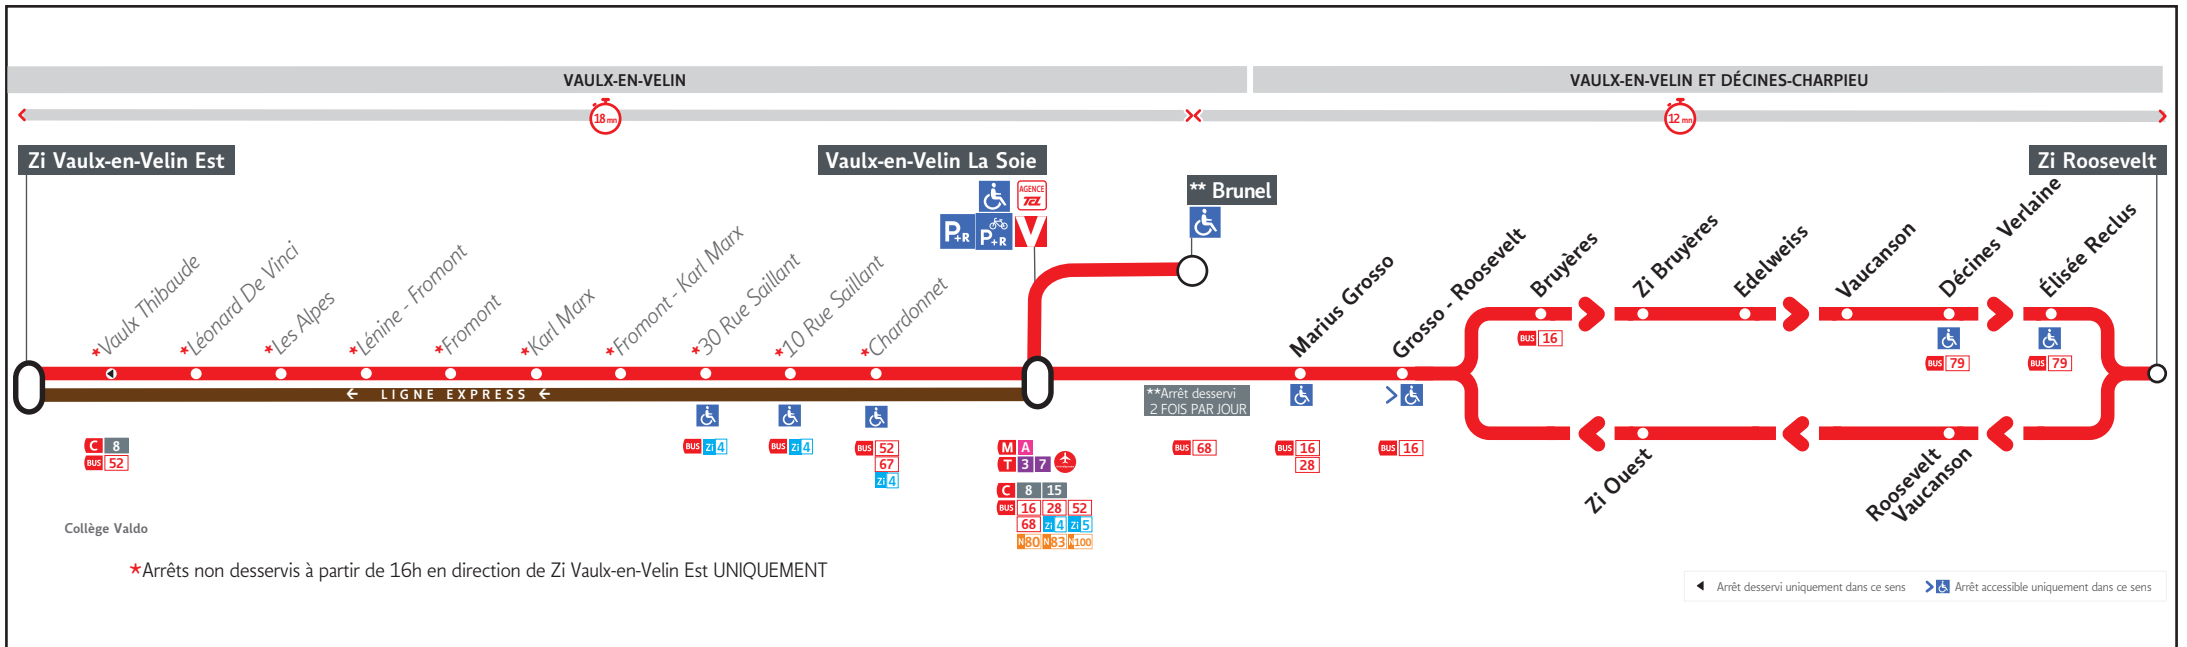 VAULX-EN-VELIN
VAULX-EN-VELIN ET DÉCINES-CHARPIEU
18 mn
12 mn
Zi Vaulx-en-Velin Est
Vaulx-en-Velin La Soie
Zi Roosevelt
** Brunel
AGENCE
TCL
P+R
P+R
*Vaulx Thibaude
*Léonard De Vinci
*Les Alpes
*Lénine - Fromont
*Fromont
*Karl Marx
*Fromont - Karl Marx
*30 Rue Saillant
*10 Rue Saillant
*Chardonnet
Marius Grosso
Grosso - Roosevelt
Bruyères
Zi Bruyères
Edelweiss
Vaucanson
Décines Verlaine
Élisée Reclus
BUS 16
BUS 79
BUS 79
← LIGNE EXPRESS ←
**Arrêt desservi
2 FOIS PAR JOUR
C 8
BUS 52
BUS Zi 4
BUS Zi 4
BUS 52
67
Zi 4
M A
T 3 7
C 8 15
BUS 16 28 52
68 Zi 4 Zi 5
N80 N83 N100
BUS 68
BUS 16
28
BUS 16
Zi Ouest
Roosevelt
Vaucanson
Collège Valdo
*Arrêts non desservis à partir de 16h en direction de Zi Vaulx-en-Velin Est UNIQUEMENT
Arrêt desservi uniquement dans ce sens
Arrêt accessible uniquement dans ce sens